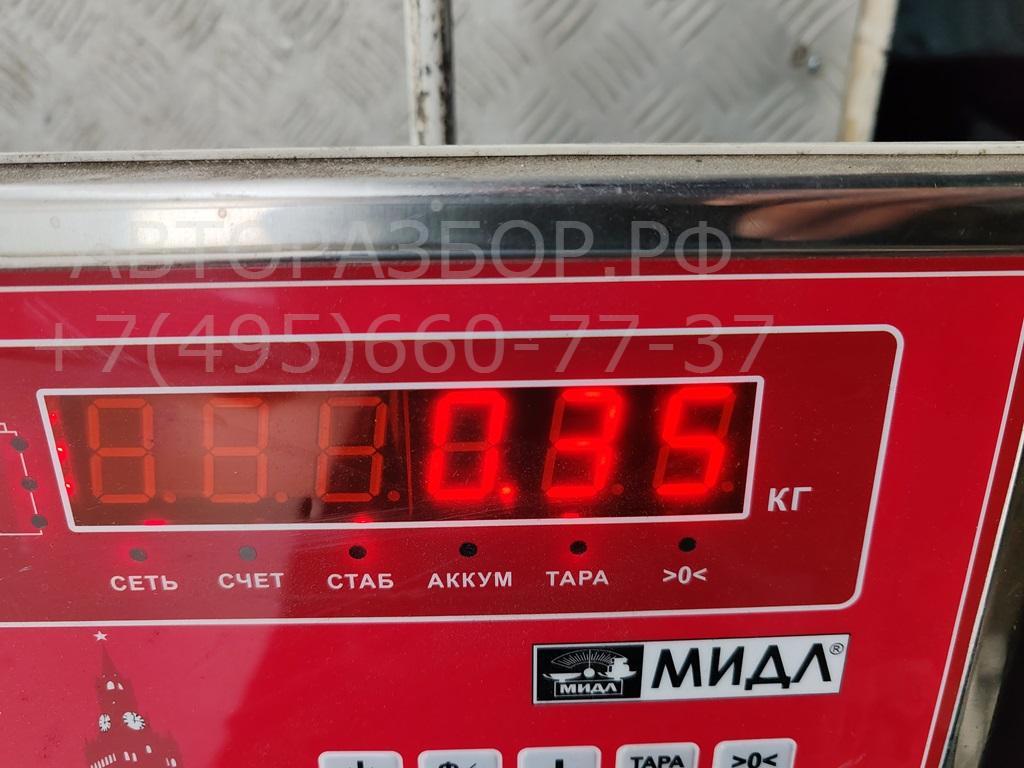 АВТОРАЗБОР.РФ
+7(495)660-77-37
0.35
КГ
СЕТЬ СЧЕТ СТАБ АККУМ ТАРА >0<
МИДЛ МИДЛ®
ТАРА >0<